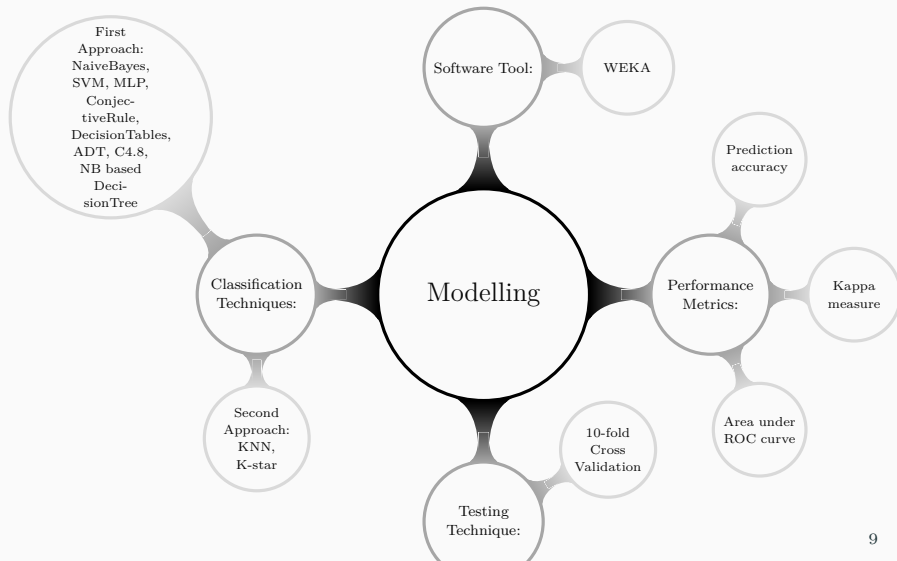 First
Approach:
NaiveBayes,
SVM, MLP,
Conjec-
tiveRule,
DecisionTables,
ADT, C4.8,
NB based
Deci-
sionTree
Software Tool:
WEKA
Prediction
accuracy
Classification
Techniques:
Modelling
Performance
Metrics:
Kappa
measure
Second
Approach:
KNN,
K-star
10-fold
Cross
Validation
Area under
ROC curve
Testing
Technique:
9